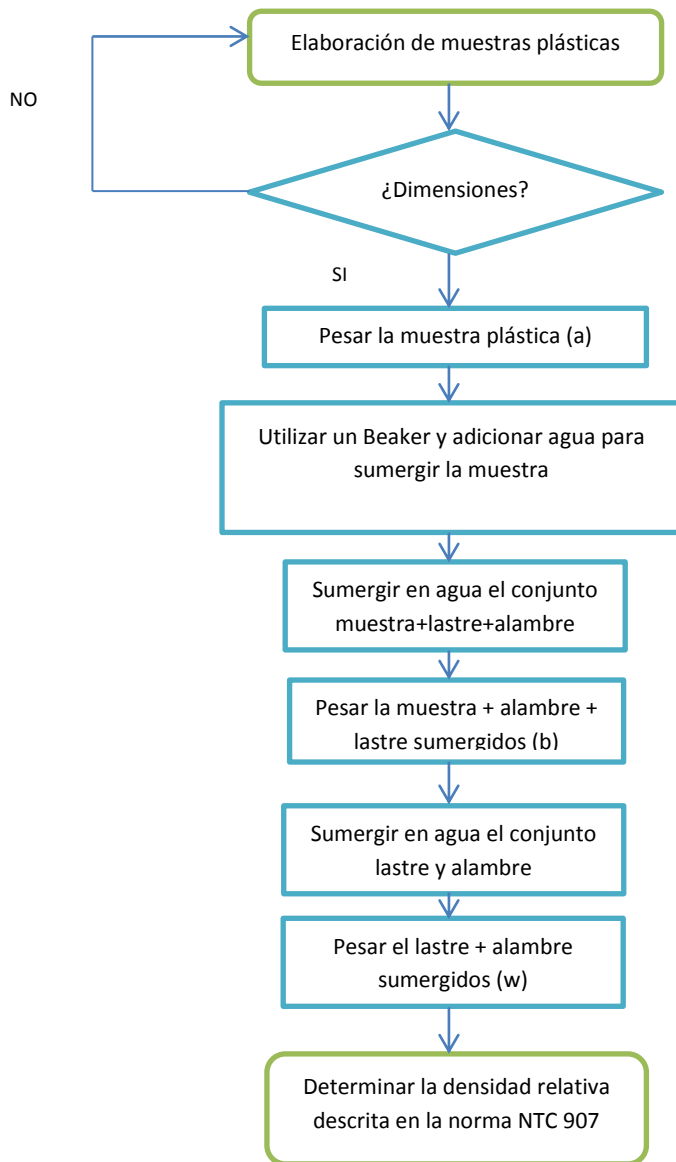 Elaboración de muestras plásticas
NO
¿Dimensiones?
SI
Pesar la muestra plástica (a)
Utilizar un Beaker y adicionar agua para
sumergir la muestra
Sumergir en agua el conjunto
muestra+lastre+alambre
Pesar la muestra + alambre +
lastre sumergidos (b)
Sumergir en agua el conjunto
lastre y alambre
Pesar el lastre + alambre
sumergidos (w)
Determinar la densidad relativa
descrita en la norma NTC 907